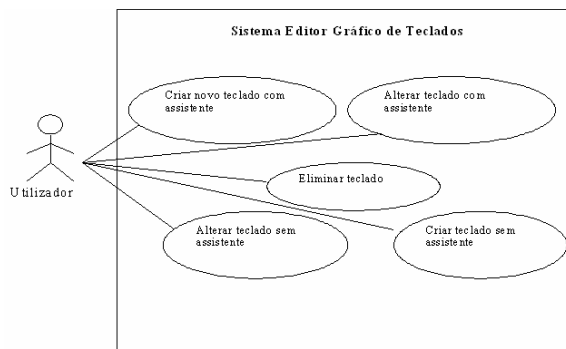 Sistema Editor Gráfico de Teclados
Criar novo teclado com
assistente
Alterar teclado com
assistente
Utilizador
Eliminar teclado
Alterar teclado sem
assistente
Criar teclado sem
assistente